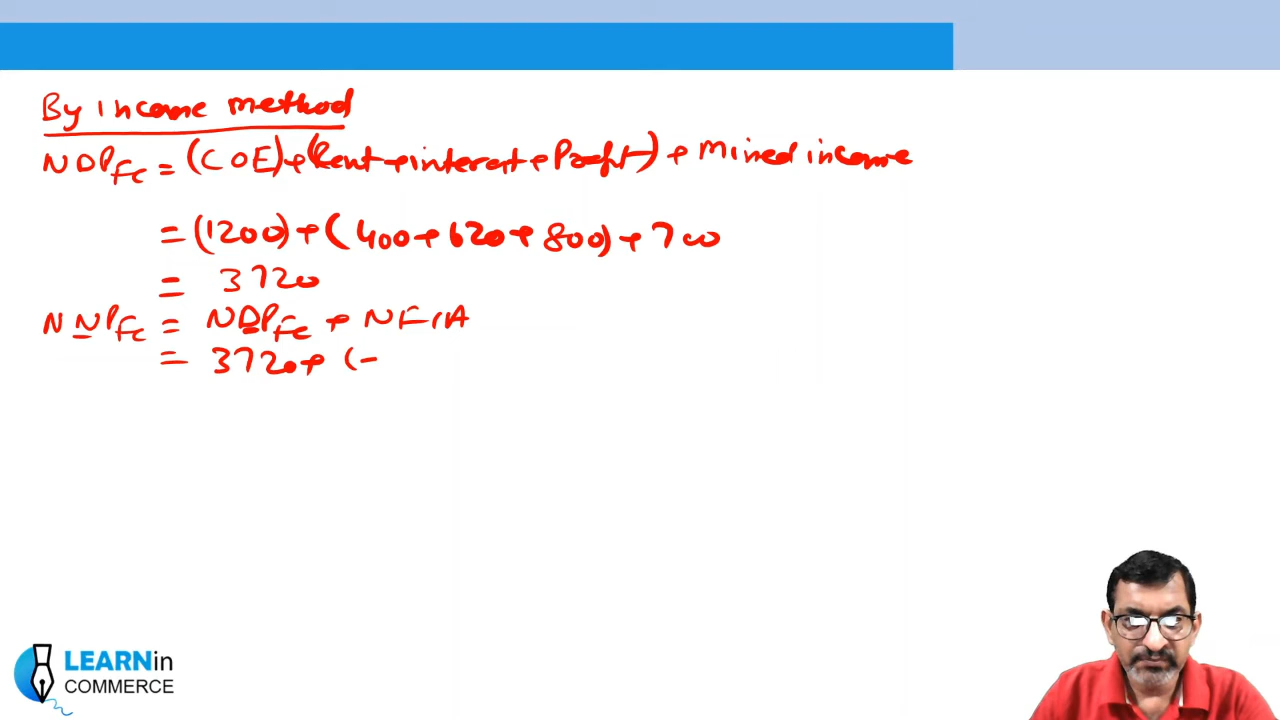 By income method
NDPFC = (COE) + (Rent + interest + Profit) + mixed income
= (1200) + (400 + 620 + 800) + 700
= 3720
NNPFC = NDPFC + NFIA
= 3720 + (-
LEARNin
COMMERCE